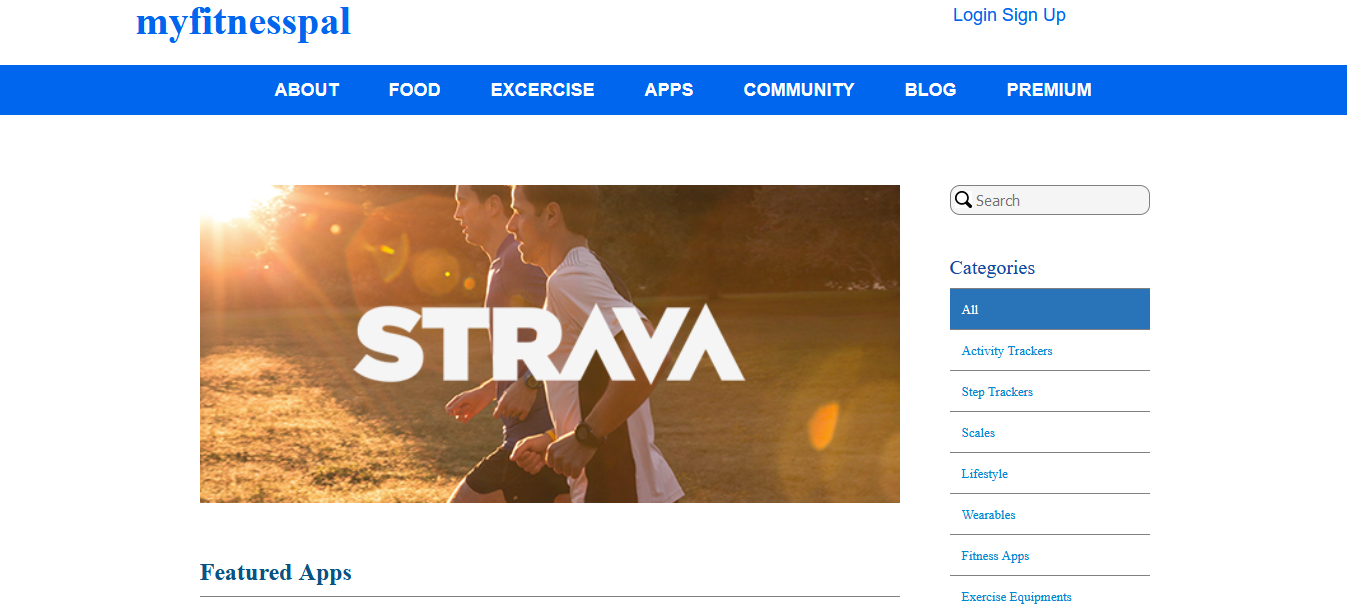 myfitnesspal
Login Sign Up
ABOUT FOOD EXCERCISE APPS COMMUNITY BLOG PREMIUM
STRAVA
Search
Categories
All
Activity Trackers
Step Trackers
Scales
Lifestyle
Wearables
Fitness Apps
Exercise Equipments
Featured Apps